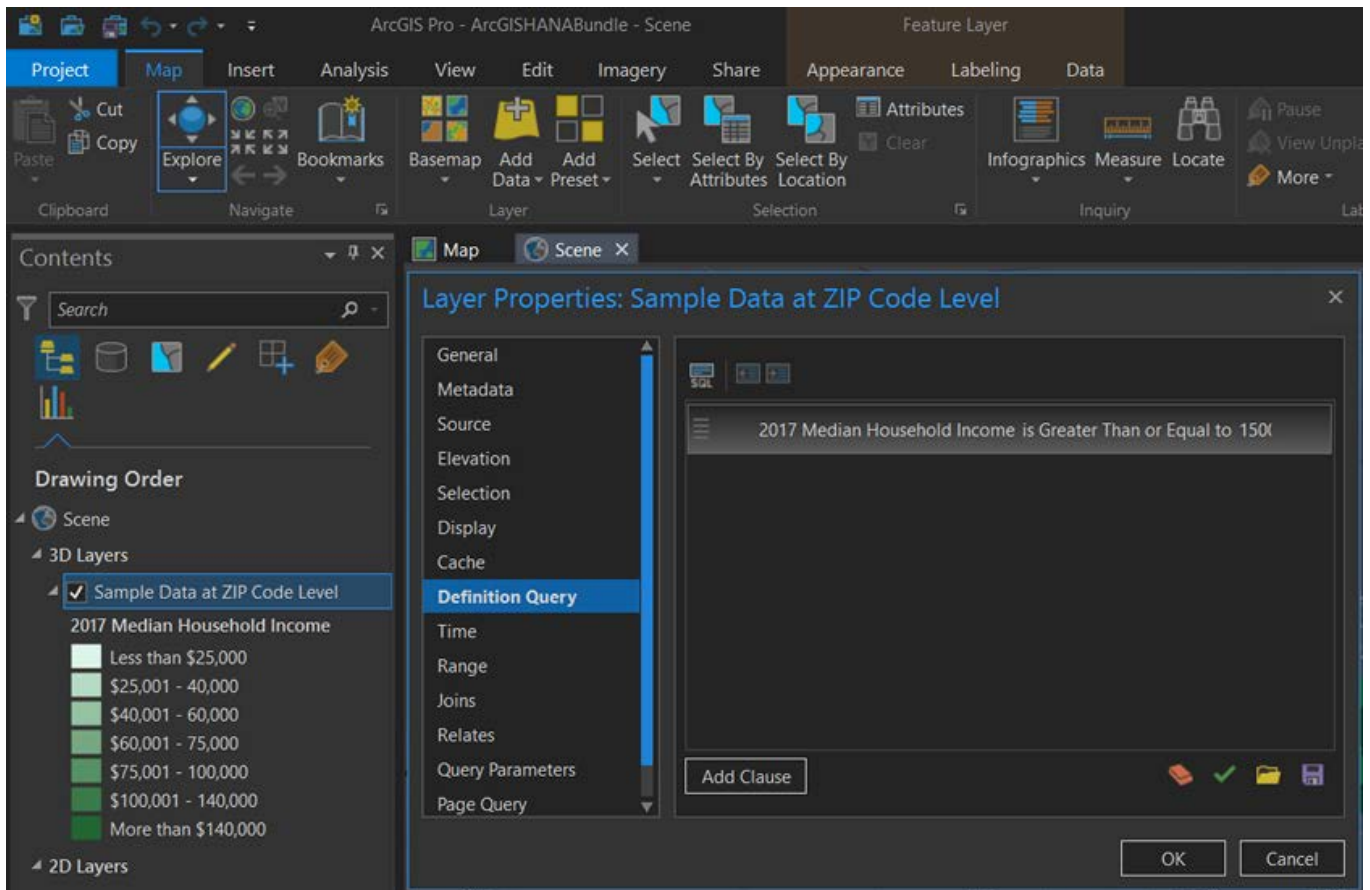 ArcGIS Pro - ArcGISHANABundle - Scene
Feature Layer
Project Map Insert Analysis View Edit Imagery Share Appearance Labeling Data
Paste
Cut
Copy
Clipboard
Explore
Bookmarks
Navigate
Basemap
Add Data
Add Preset
Layer
Select
Select By Attributes
Select By Location
Attributes
Clear
Selection
Infographics
Measure
Locate
Inquiry
Pause
View Unpla
More
Lab
Contents
Search
Drawing Order
Scene
3D Layers
Sample Data at ZIP Code Level
2017 Median Household Income
Less than $25,000
$25,001 - 40,000
$40,001 - 60,000
$60,001 - 75,000
$75,001 - 100,000
$100,001 - 140,000
More than $140,000
2D Layers
Map
Scene
Layer Properties: Sample Data at ZIP Code Level
General
Metadata
Source
Elevation
Selection
Display
Cache
Definition Query
Time
Range
Joins
Relates
Query Parameters
Page Query
SQL
2017 Median Household Income is Greater Than or Equal to 150
Add Clause
OK
Cancel